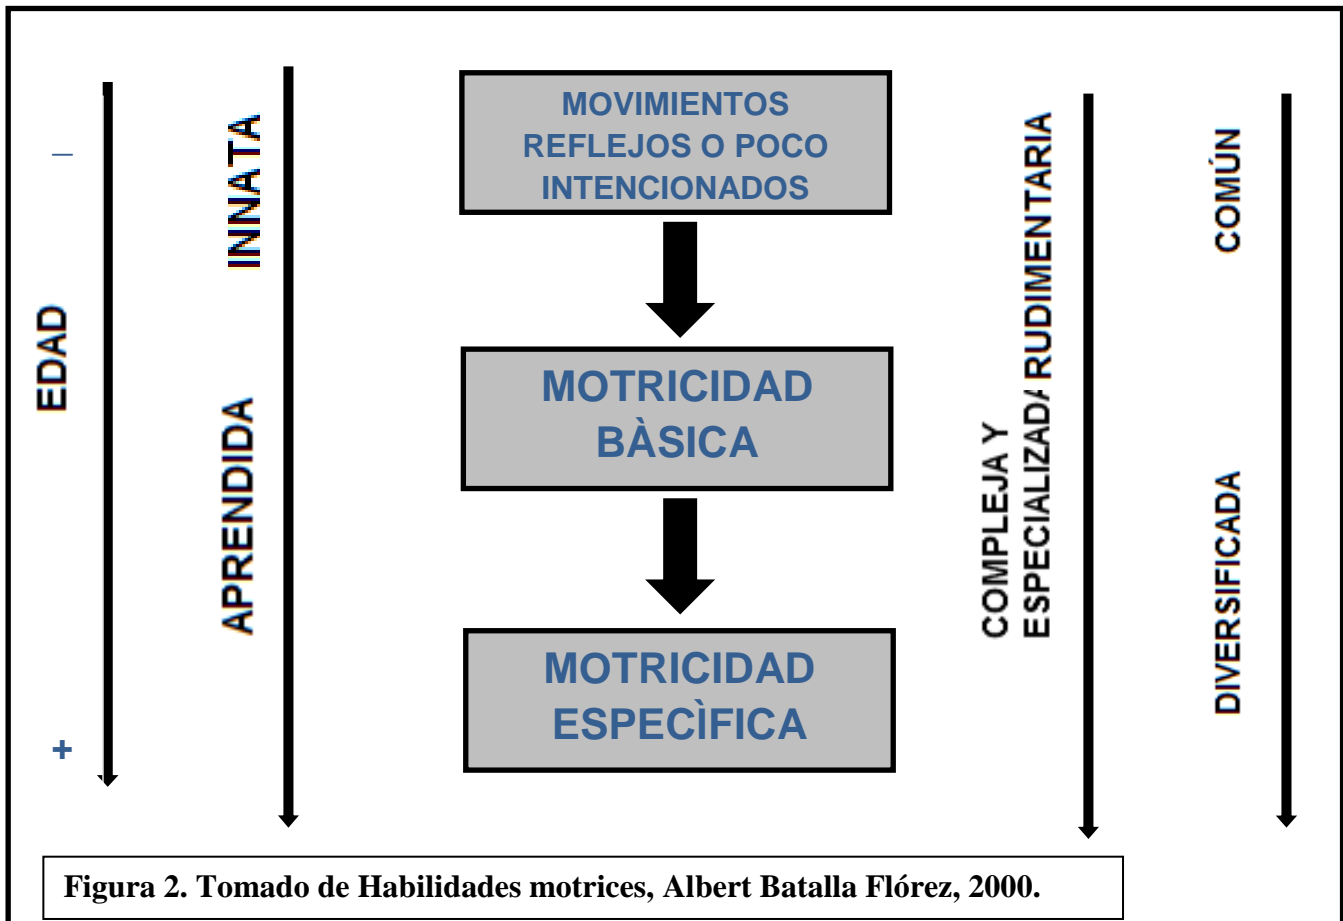 EDAD
–
+
INNATA
APRENDIDA
MOVIMIENTOS
REFLEJOS O POCO
INTENCIONADOS
MOTRICIDAD
BÀSICA
MOTRICIDAD
ESPECÌFICA
RUDIMENTARIA
COMPLEJA Y
ESPECIALIZADA
COMÚN
DIVERSIFICADA
Figura 2. Tomado de Habilidades motrices, Albert Batalla Flórez, 2000.